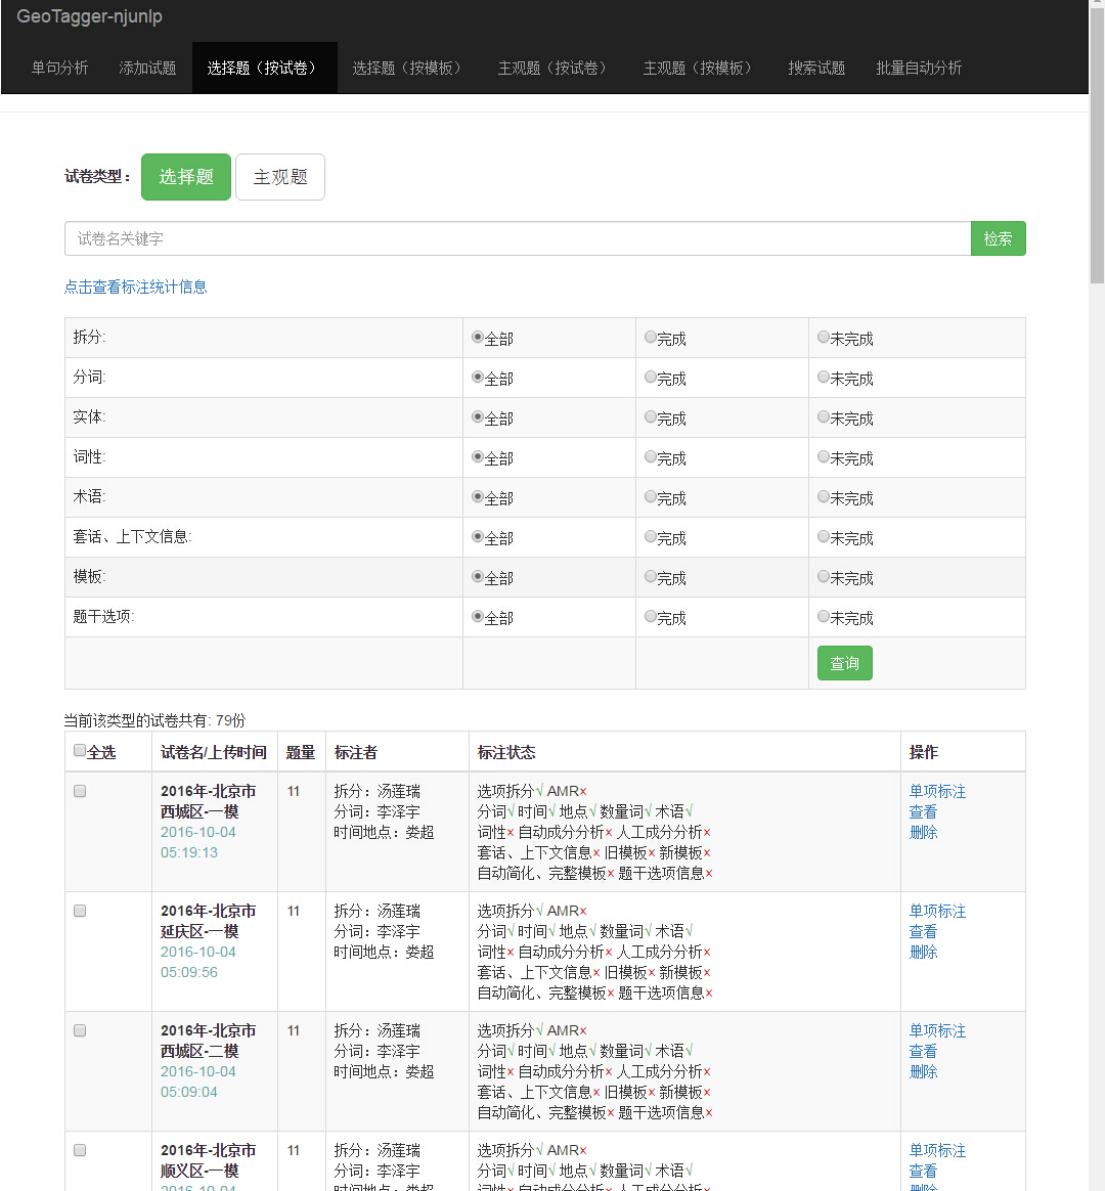 GeoTagger-njunlp
单句分析 添加试题 选择题（按试卷） 选择题（按模板） 主观题（按试卷） 主观题（按模板） 搜索试题 批量自动分析
试卷类型： 选择题 主观题
试卷名关键字 检索
点击查看标注统计信息
拆分: 全部 完成 未完成
分词: 全部 完成 未完成
实体: 全部 完成 未完成
词性: 全部 完成 未完成
术语: 全部 完成 未完成
套话、上下文信息: 全部 完成 未完成
模板: 全部 完成 未完成
题干选项: 全部 完成 未完成
查询
当前该类型的试卷共有: 79份
全选 试卷名/上传时间 题量 标注者 标注状态 操作
2016年-北京市 11 拆分：汤莲瑞 选项拆分√ AMR× 单项标注
西城区-一模 分词：李泽宇 分词√ 时间√ 地点√ 数量词√ 术语√ 查看
2016-10-04 时间地点：娄超 词性× 自动成分分析× 人工成分分析× 删除
05:19:13 套话、上下文信息× 旧模板× 新模板×
自动简化、完整模板× 题干选项信息×
2016年-北京市 11 拆分：汤莲瑞 选项拆分√ AMR× 单项标注
延庆区-一模 分词：李泽宇 分词√ 时间√ 地点√ 数量词√ 术语√ 查看
2016-10-04 时间地点：娄超 词性× 自动成分分析× 人工成分分析× 删除
05:09:56 套话、上下文信息× 旧模板× 新模板×
自动简化、完整模板× 题干选项信息×
2016年-北京市 11 拆分：汤莲瑞 选项拆分√ AMR× 单项标注
西城区-二模 分词：李泽宇 分词√ 时间√ 地点√ 数量词√ 术语√ 查看
2016-10-04 时间地点：娄超 词性× 自动成分分析× 人工成分分析× 删除
05:09:04 套话、上下文信息× 旧模板× 新模板×
自动简化、完整模板× 题干选项信息×
2016年-北京市 11 拆分：汤莲瑞 选项拆分√ AMR× 单项标注
顺义区-一模 分词：李泽宇 分词√ 时间√ 地点√ 数量词√ 术语√ 查看
2016-10-04 时间地点：娄超 词性× 自动成分分析× 人工成分分析× 删除